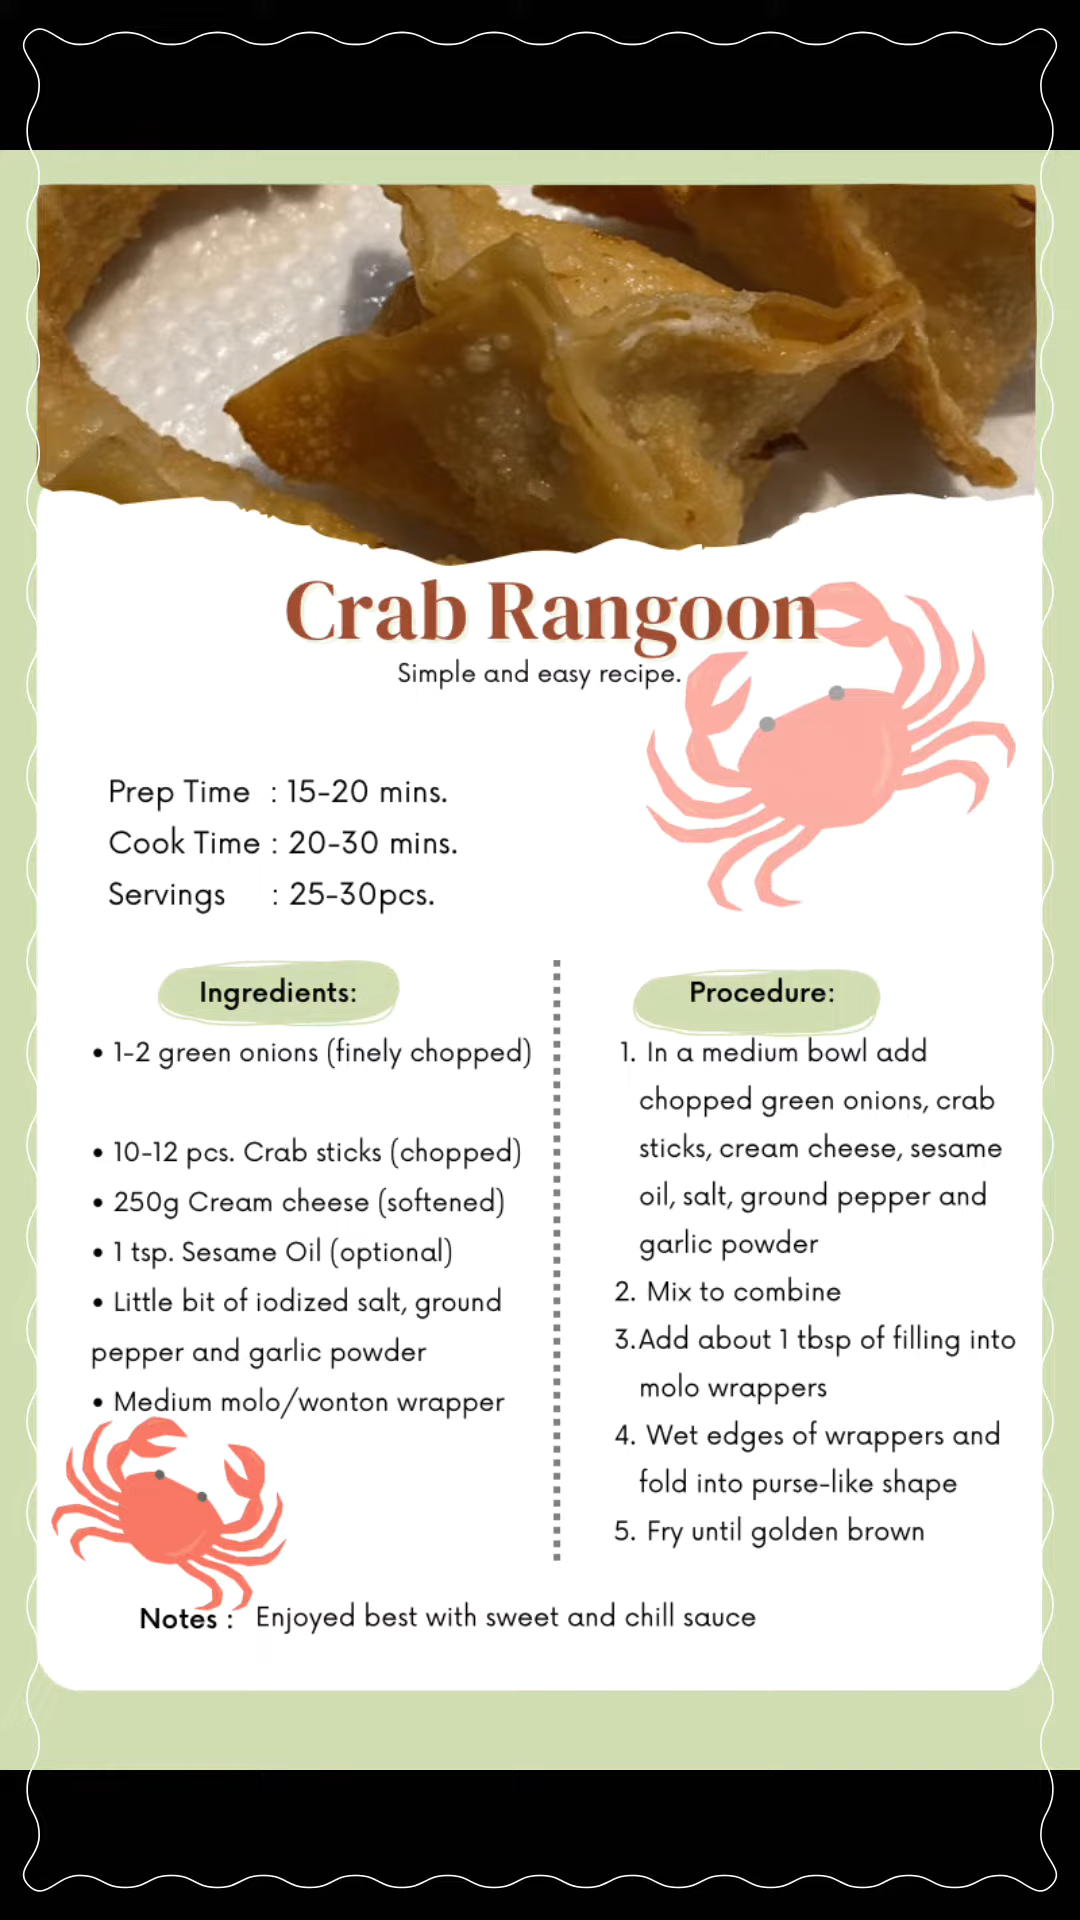 Crab Rangoon
Simple and easy recipe.
Prep Time : 15-20 mins.
Cook Time : 20-30 mins.
Servings : 25-30pcs.
Ingredients:
• 1-2 green onions (finely chopped)
• 10-12 pcs. Crab sticks (chopped)
• 250g Cream cheese (softened)
• 1 tsp. Sesame Oil (optional)
• Little bit of iodized salt, ground
pepper and garlic powder
• Medium molo/wonton wrapper
Procedure:
1. In a medium bowl add
chopped green onions, crab
sticks, cream cheese, sesame
oil, salt, ground pepper and
garlic powder
2. Mix to combine
3.Add about 1 tbsp of filling into
molo wrappers
4. Wet edges of wrappers and
fold into purse-like shape
5. Fry until golden brown
Notes : Enjoyed best with sweet and chill sauce